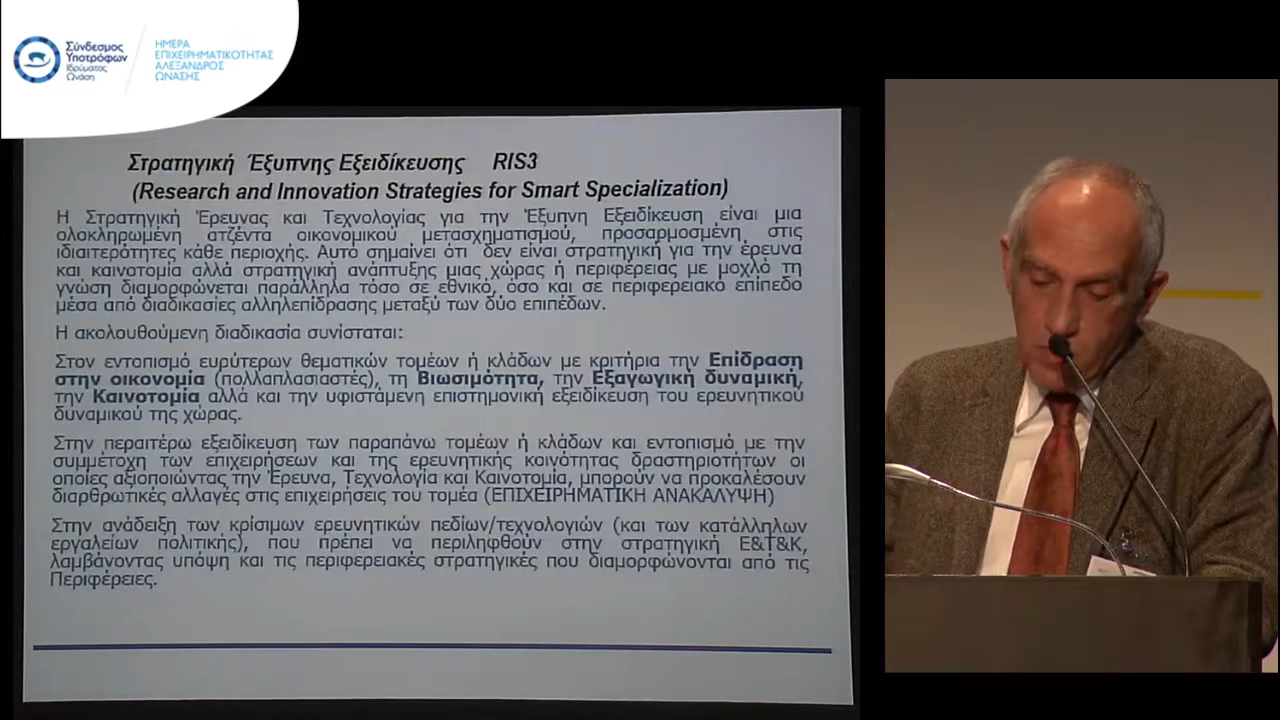 Σύνδεσμος
Υποτρόφων
Ιδρύματος
Ωνάση
ΗΜΕΡΑ
ΕΠΙΧΕΙΡΗΜΑΤΙΚΟΤΗΤΑΣ
ΑΛΕΞΑΝΔΡΟΣ
ΩΝΑΣΗΣ
Στρατηγική Έξυπνης Εξειδίκευσης RIS3
(Research and Innovation Strategies for Smart Specialization)
Η Στρατηγική Έρευνας και Τεχνολογίας για την Έξυπνη Εξειδίκευση είναι μια
ολοκληρωμένη ατζέντα οικονομικού μετασχηματισμού, προσαρμοσμένη στις
ιδιαιτερότητες κάθε περιοχής. Αυτό σημαίνει ότι δεν είναι στρατηγική για την έρευνα
και καινοτομία αλλά στρατηγική ανάπτυξης μιας χώρας ή περιφέρειας με μοχλό τη
γνώση διαμορφώνεται παράλληλα τόσο σε εθνικό, όσο και σε περιφερειακό επίπεδο
μέσα από διαδικασίες αλληλεπίδρασης μεταξύ των δύο επιπέδων.
Η ακολουθούμενη διαδικασία συνίσταται:
Στον εντοπισμό ευρύτερων θεματικών τομέων ή κλάδων με κριτήρια την Επίδραση
στην οικονομία (πολλαπλασιαστές), τη Βιωσιμότητα, την Εξαγωγική δυναμική,
την Καινοτομία αλλά και την υφιστάμενη επιστημονική εξειδίκευση του ερευνητικού
δυναμικού της χώρας.
Στην περαιτέρω εξειδίκευση των παραπάνω τομέων ή κλάδων και εντοπισμό με την
συμμέτοχη των επιχειρήσεων και της ερευνητικής κοινότητας δραστηριοτήτων οι
οποίες αξιοποιώντας την Έρευνα, Τεχνολογία και Καινοτομία, μπορούν να προκαλέσουν
διαρθρωτικές αλλαγές στις επιχειρήσεις του τομέα (ΕΠΙΧΕΙΡΗΜΑΤΙΚΗ ΑΝΑΚΑΛΥΨΗ)
Στην ανάδειξη των κρίσιμων ερευνητικών πεδίων/τεχνολογιών (και των κατάλληλων
εργαλείων πολιτικής), που πρέπει να περιληφθούν στην στρατηγική Ε&Τ&Κ,
λαμβάνοντας υπόψη και τις περιφερειακές στρατηγικές που διαμορφώνονται από τις
Περιφέρειες.